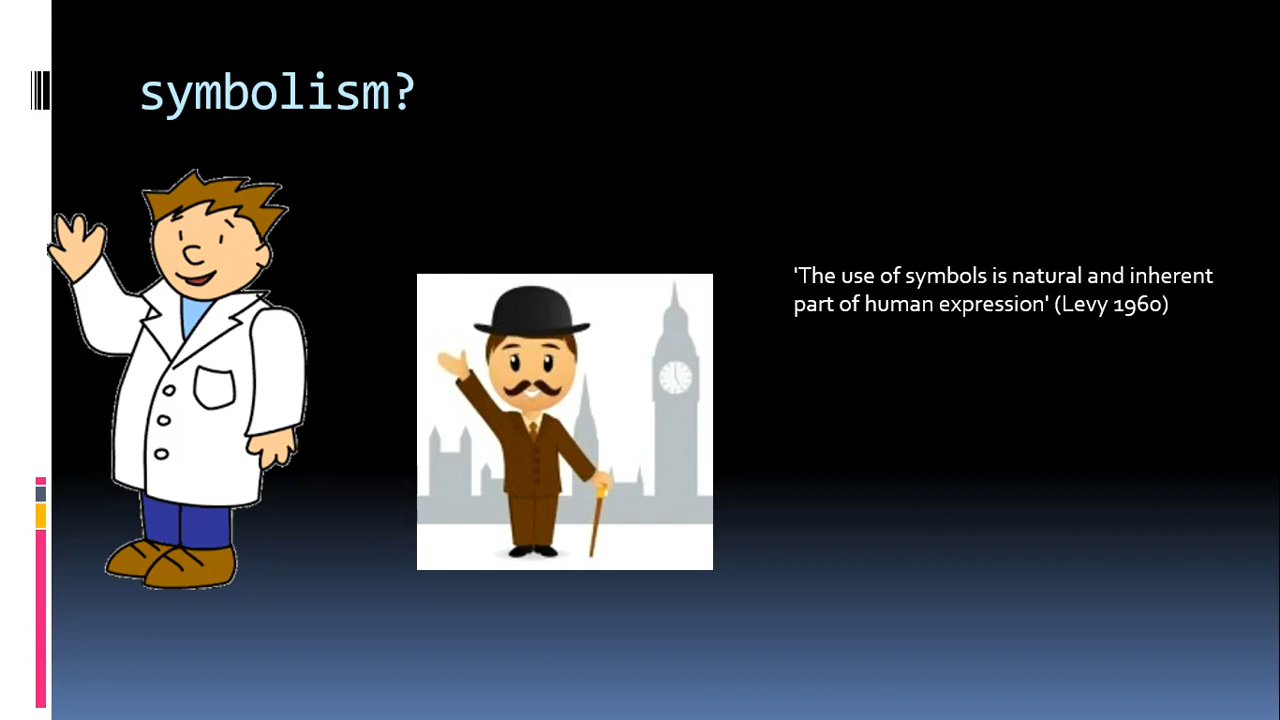 symbolism?
'The use of symbols is natural and inherent
part of human expression' (Levy 1960)